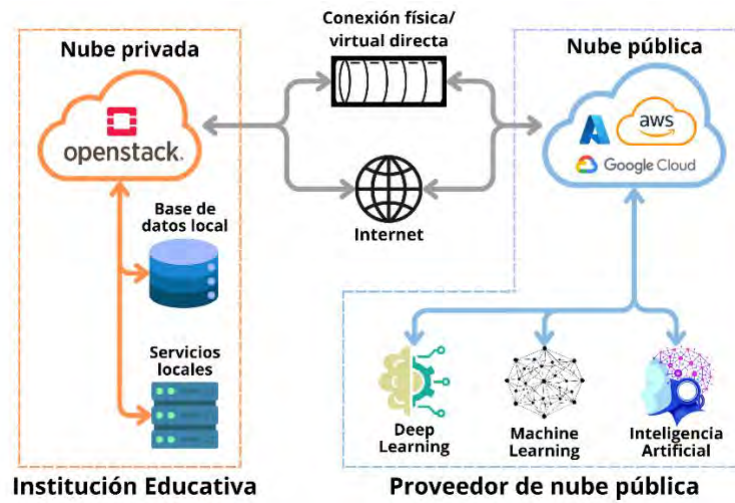 Conexión física/
virtual directa
Nube privada
Nube pública
openstack.
aws
Google Cloud
Base de
datos local
Internet
Servicios
locales
Deep
Learning
Machine
Learning
Inteligencia
Artificial
Institución Educativa
Proveedor de nube pública